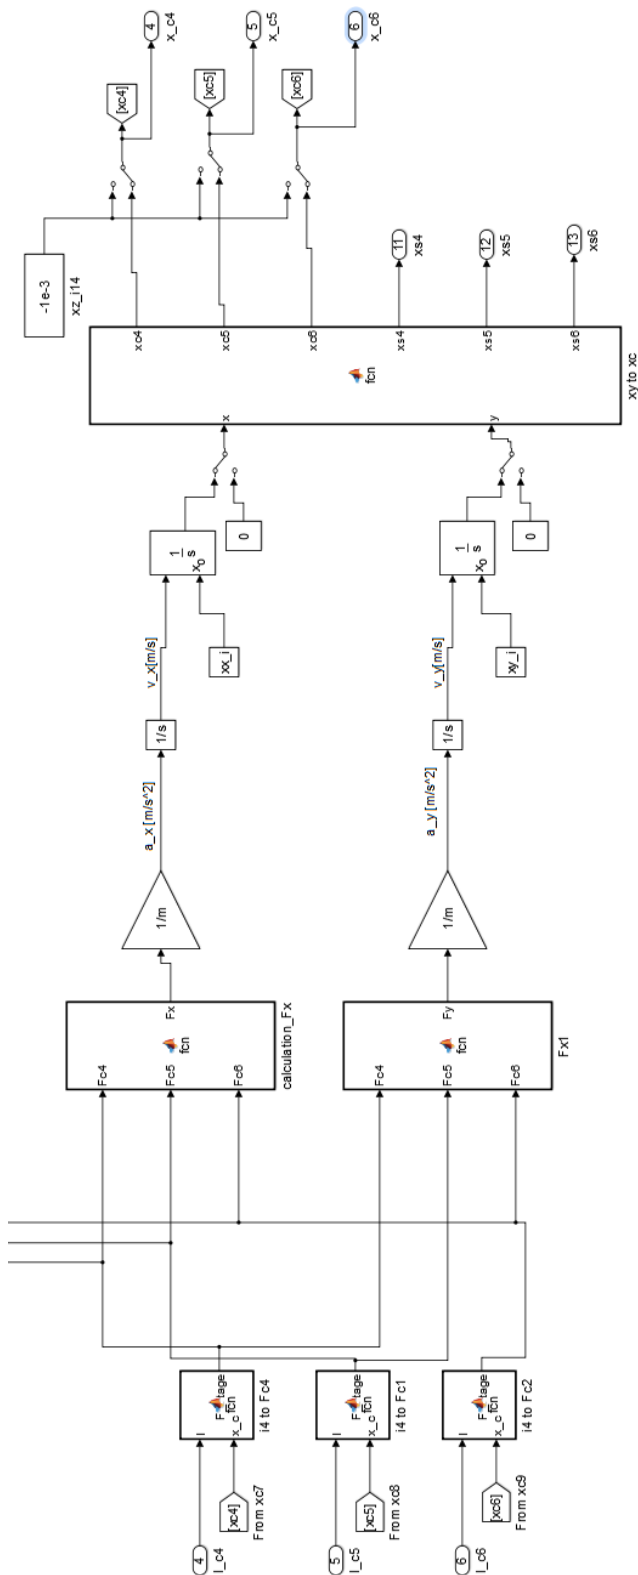 4
I_c4
[xc4]
From xc7
I
x_c
fcn
F
tage
i4 to Fc4
5
I_c5
[xc5]
From xc8
I
x_c
fcn
F
tage
i4 to Fc1
6
I_c6
[xc6]
From xc9
I
x_c
fcn
F
tage
i4 to Fc2
Fc4
Fc5
Fc6
fcn
Fx
calculation_Fx
Fc4
Fc5
Fc6
fcn
Fy
Fx1
1/m
a_x [m/s^2]
1/s
v_x[m/s]
xx_i
1
s
x0
0
1/m
a_y [m/s^2]
1/s
v_y[m/s]
xy_i
1
s
x0
0
x
y
fcn
xc4
xc5
xc6
xs4
xs5
xs6
xy to xc
-1e-3
xz_i14
[xc4]
4
x_c4
[xc5]
5
x_c5
[xc6]
6
x_c6
11
xs4
12
xs5
13
xs6